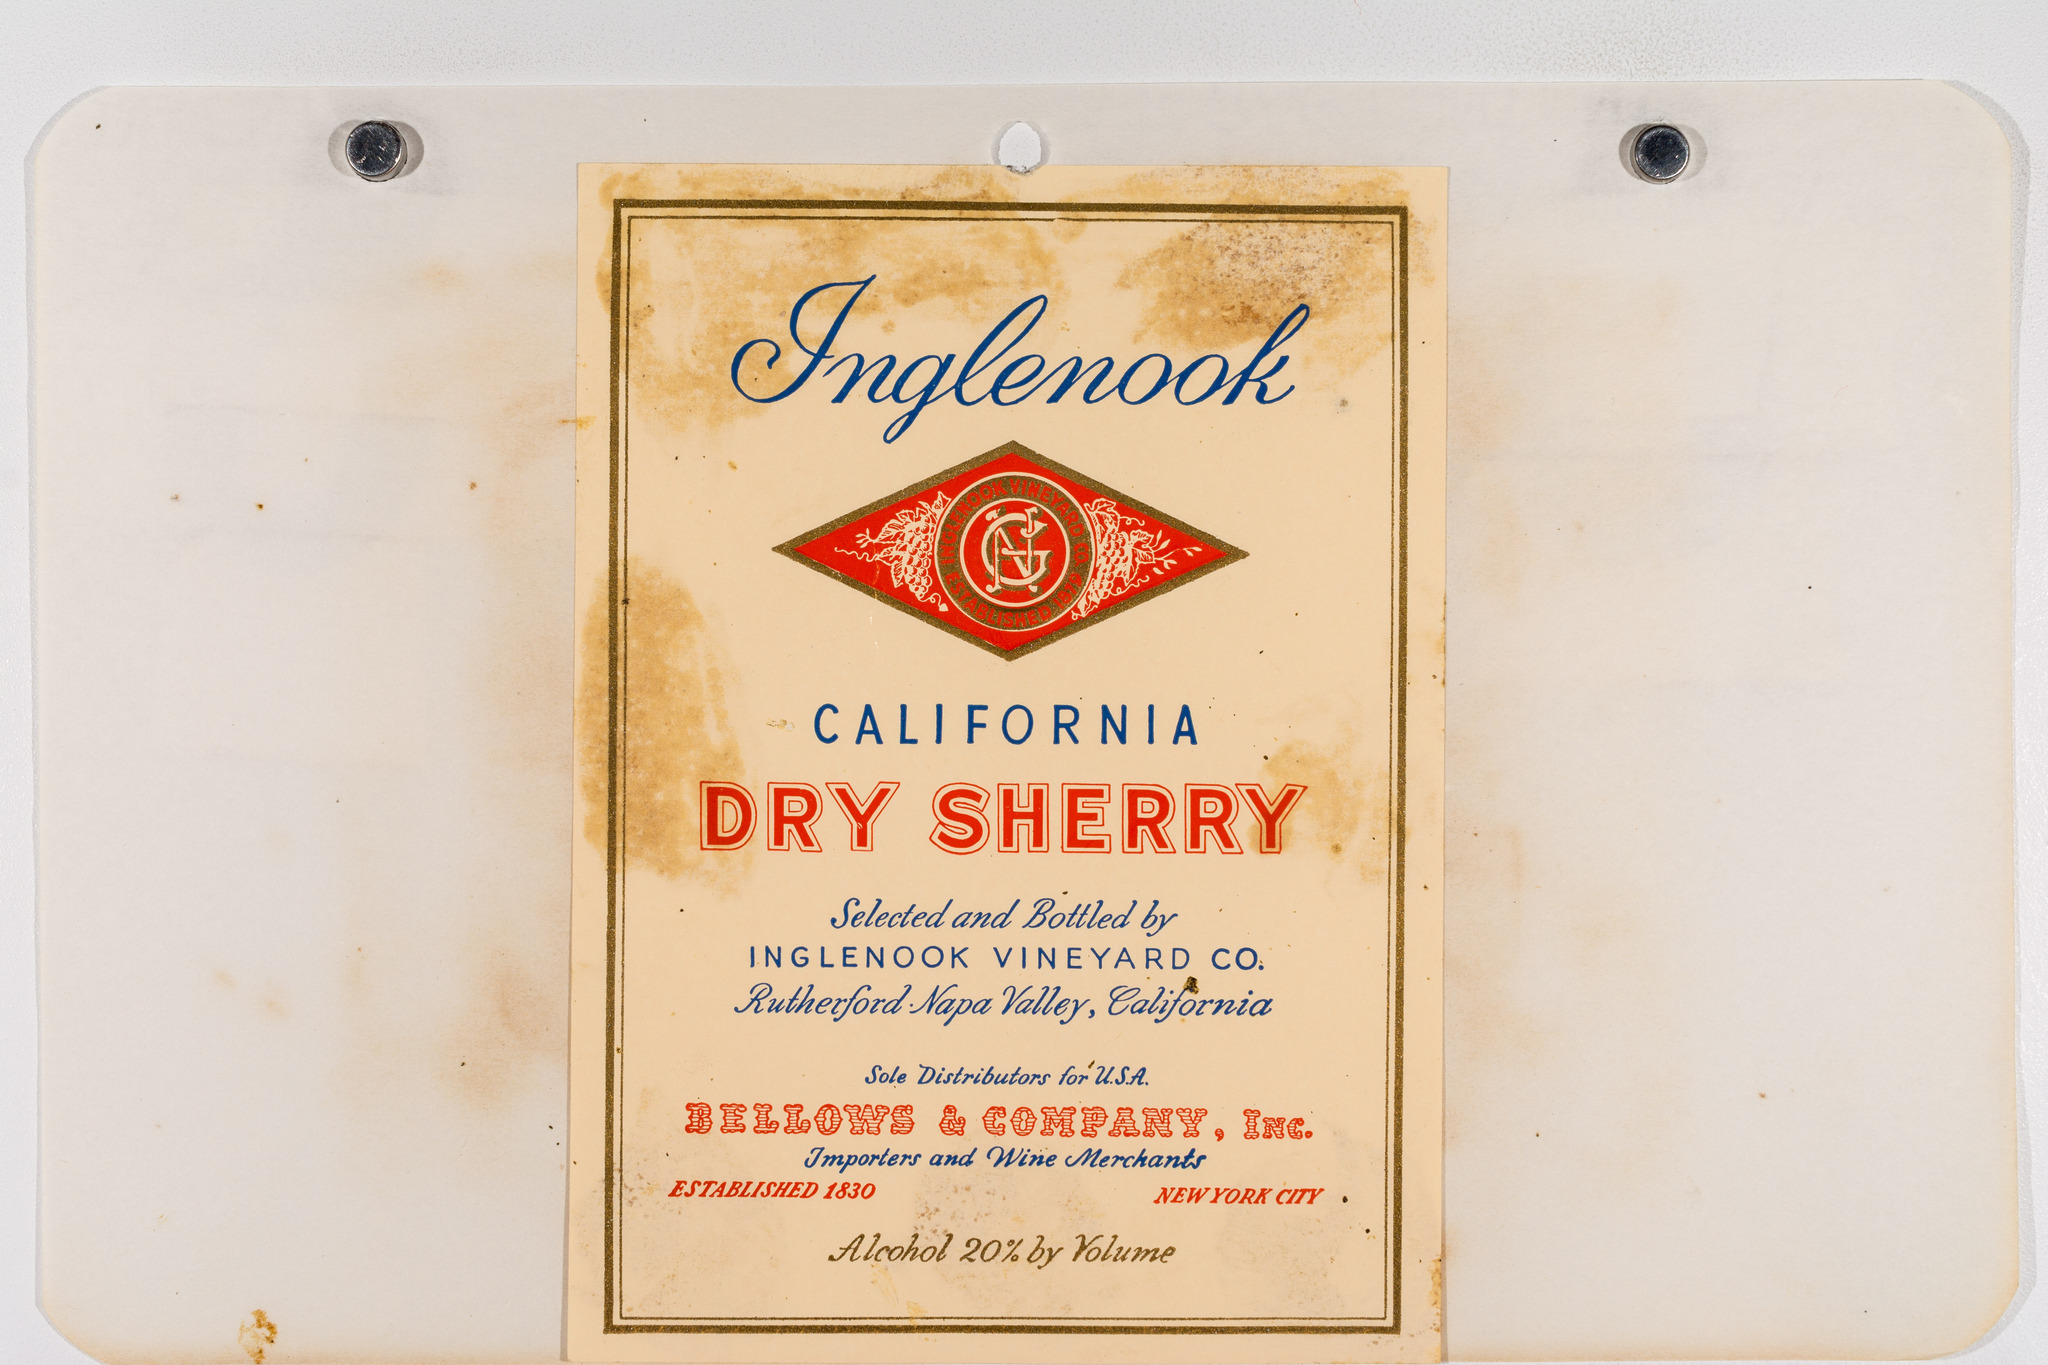 Inglenook
INGLENOOK VINEYARD CO
ESTABLISHED 1879
CALIFORNIA
DRY SHERRY
Selected and Bottled by
INGLENOOK VINEYARD CO.
Rutherford·Napa Valley, California
Sole Distributors for U.S.A.
BELLOWS & COMPANY, INC.
Importers and Wine Merchants
ESTABLISHED 1830 NEW YORK CITY
Alcohol 20% by Volume